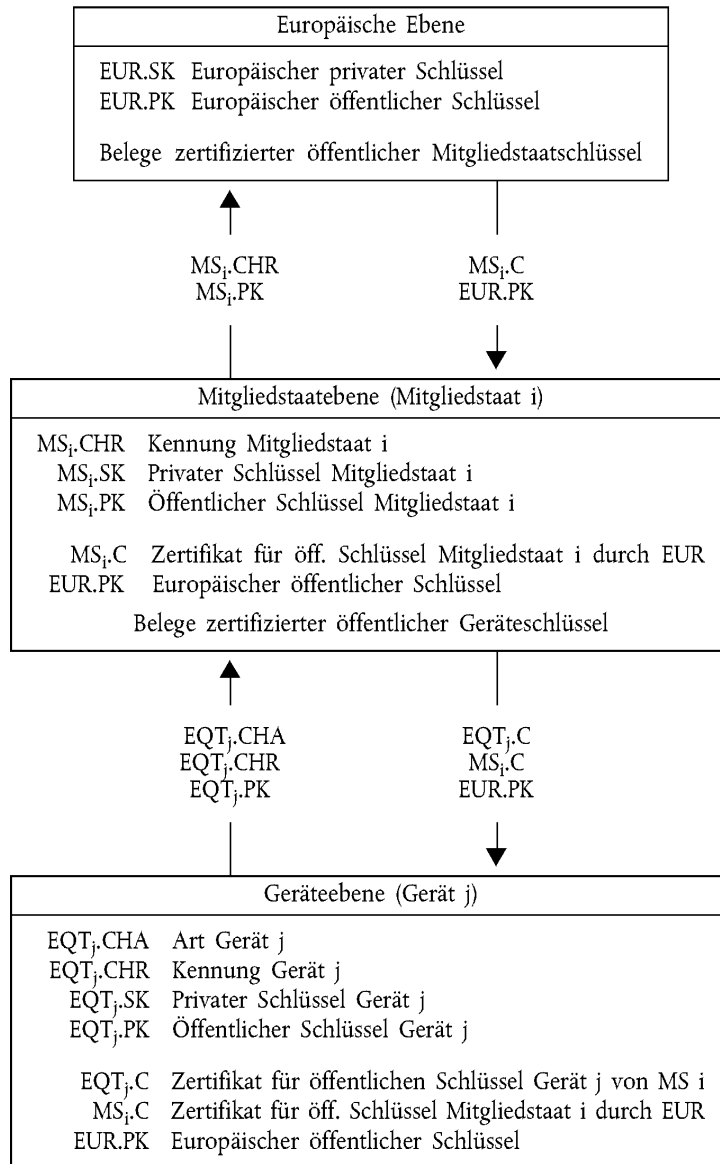 Europäische Ebene
EUR.SK Europäischer privater Schlüssel
EUR.PK Europäischer öffentlicher Schlüssel
Belege zertifizierter öffentlicher Mitgliedstaatschlüssel
MSi.CHR
MSi.PK
MSi.C
EUR.PK
Mitgliedstaatebene (Mitgliedstaat i)
MSi.CHR Kennung Mitgliedstaat i
MSi.SK Privater Schlüssel Mitgliedstaat i
MSi.PK Öffentlicher Schlüssel Mitgliedstaat i
MSi.C Zertifikat für öff. Schlüssel Mitgliedstaat i durch EUR
EUR.PK Europäischer öffentlicher Schlüssel
Belege zertifizierter öffentlicher Geräteschlüssel
EQTj.CHA
EQTj.CHR
EQTj.PK
EQTj.C
MSi.C
EUR.PK
Geräteebene (Gerät j)
EQTj.CHA Art Gerät j
EQTj.CHR Kennung Gerät j
EQTj.SK Privater Schlüssel Gerät j
EQTj.PK Öffentlicher Schlüssel Gerät j
EQTj.C Zertifikat für öffentlichen Schlüssel Gerät j von MS i
MSi.C Zertifikat für öff. Schlüssel Mitgliedstaat i durch EUR
EUR.PK Europäischer öffentlicher Schlüssel